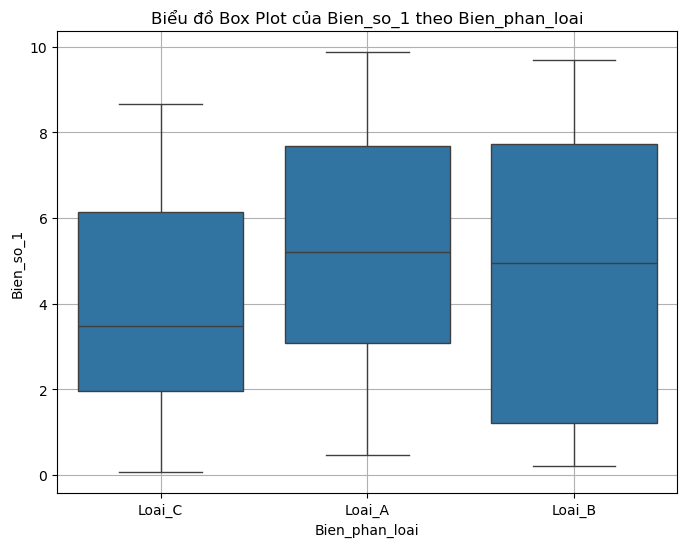 Biểu đồ Box Plot của Bien_so_1 theo Bien_phan_loai
10
8
6
4
2
0
Bien_so_1
Loai_C
Loai_A
Loai_B
Bien_phan_loai